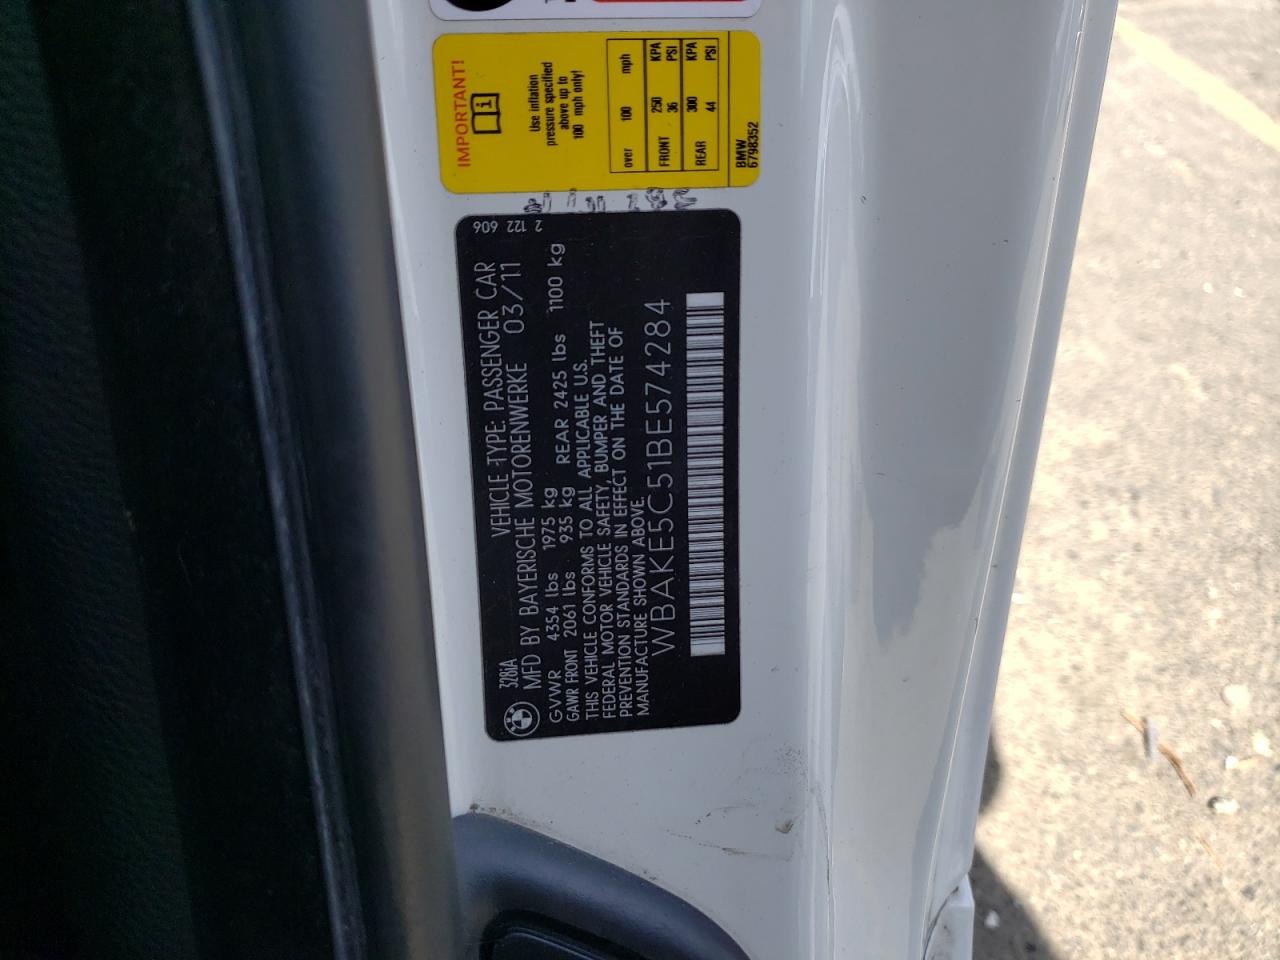 IMPORTANT!
i
Use inflation
pressure specified
above up to
100 mph only!
over 100 mph
FRONT 250 KPA
36 PSI
REAR 300 KPA
44 PSI
BMW
6798352
2 122 606
328iA VEHICLE TYPE: PASSENGER CAR
MFD BY BAYERISCHE MOTORENWERKE 03/11
GVWR 4354 lbs 1975 kg
GAWR FRONT 2061 lbs 935 kg REAR 2425 lbs 1100 kg
THIS VEHICLE CONFORMS TO ALL APPLICABLE U.S.
FEDERAL MOTOR VEHICLE SAFETY, BUMPER AND THEFT
PREVENTION STANDARDS IN EFFECT ON THE DATE OF
MANUFACTURE SHOWN ABOVE.
WBAKE5C51BE574284